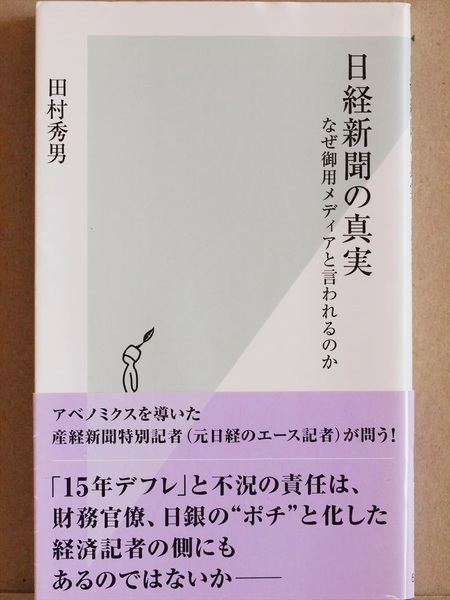 日経新聞の真実
なぜ御用メディアと言われるのか
田村秀男
アベノミクスを導いた
産経新聞特別記者（元日経のエース記者）が問う！
「15年デフレ」と不況の責任は、
財務官僚、日銀の“ポチ”と化した
経済記者の側にも
あるのではないか――